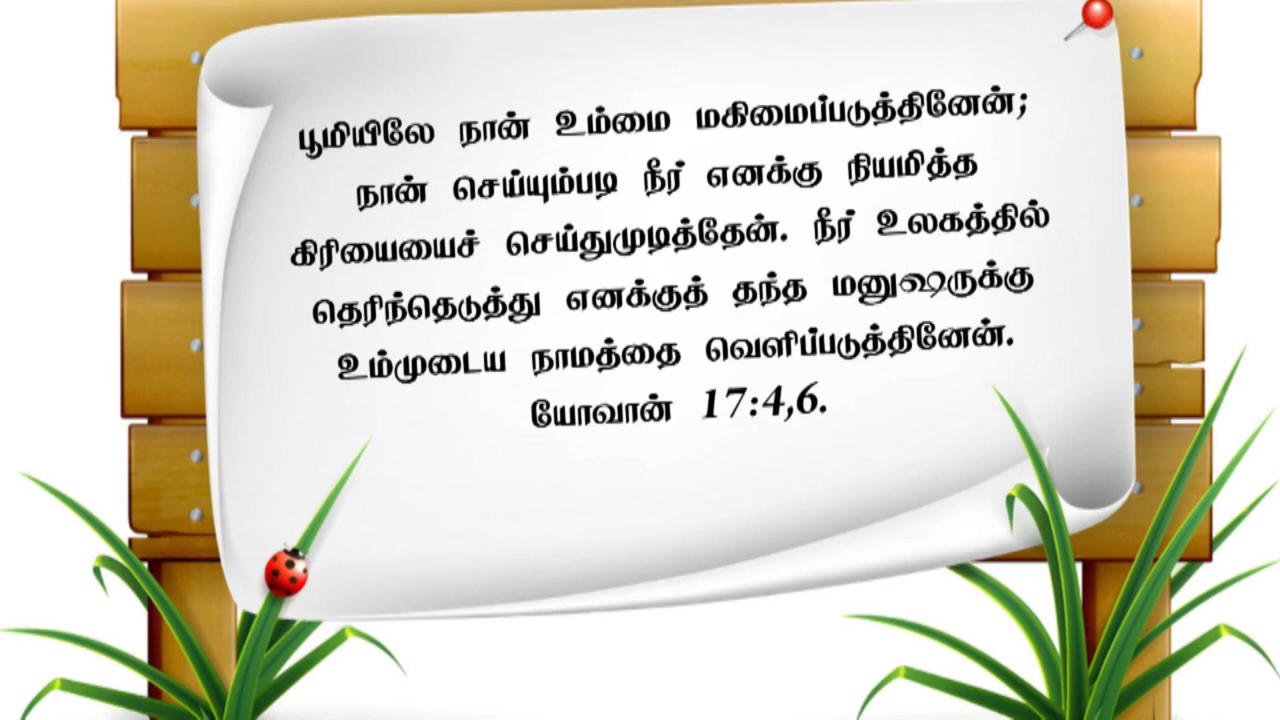 பூமியிலே நான் உம்மை மகிமைப்படுத்தினேன்;
நான் செய்யும்படி நீர் எனக்கு நியமித்த
கிரியையைச் செய்துமுடித்தேன். நீர் உலகத்தில்
தெரிந்தெடுத்து எனக்குத் தந்த மனுஷருக்கு
உம்முடைய நாமத்தை வெளிப்படுத்தினேன்.
யோவான் 17:4,6.